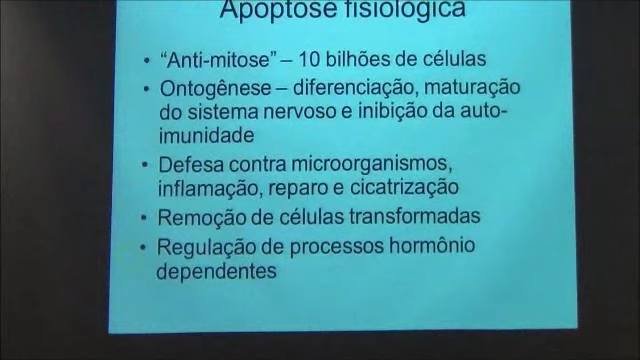 Apoptose fisiológica
• “Anti-mitose” – 10 bilhões de células
• Ontogênese – diferenciação, maturação
do sistema nervoso e inibição da auto-
imunidade
• Defesa contra microorganismos,
inflamação, reparo e cicatrização
• Remoção de células transformadas
• Regulação de processos hormônio
dependentes